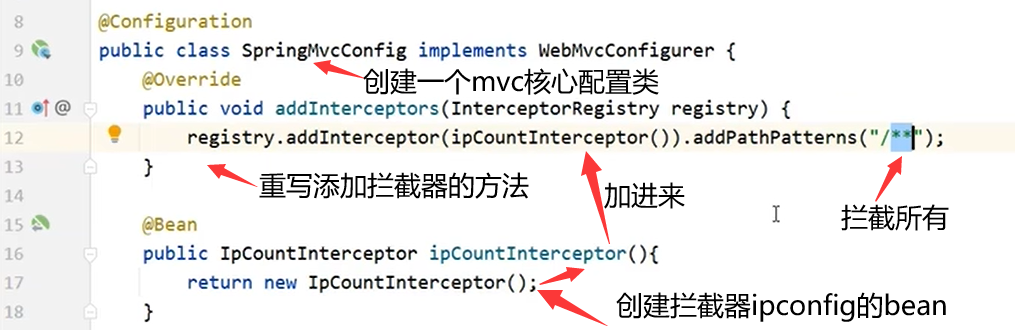 8 @Configuration
9 public class SpringMvcConfig implements WebMvcConfigurer {
创建一个mvc核心配置类
10 @Override
11 @ public void addInterceptors(InterceptorRegistry registry) {
12 registry.addInterceptor(ipCountInterceptor()).addPathPatterns("/**");
13 }
重写添加拦截器的方法
加进来
拦截所有
14
15 @Bean
16 public IpCountInterceptor ipCountInterceptor(){
17 return new IpCountInterceptor();
创建拦截器ipconfig的bean
18 }